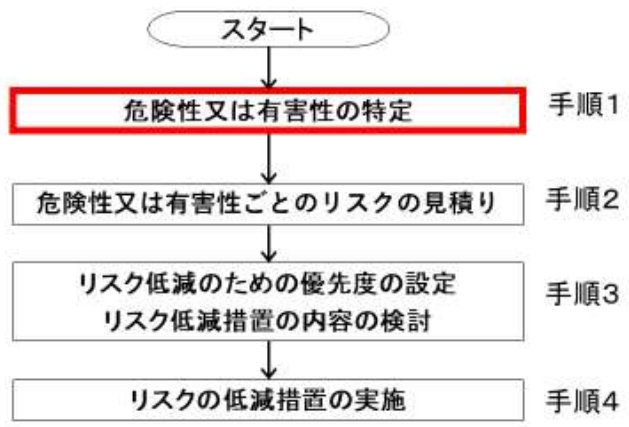 スタート
危険性又は有害性の特定
手順1
危険性又は有害性ごとのリスクの見積り
手順2
リスク低減のための優先度の設定
リスク低減措置の内容の検討
手順3
リスクの低減措置の実施
手順4